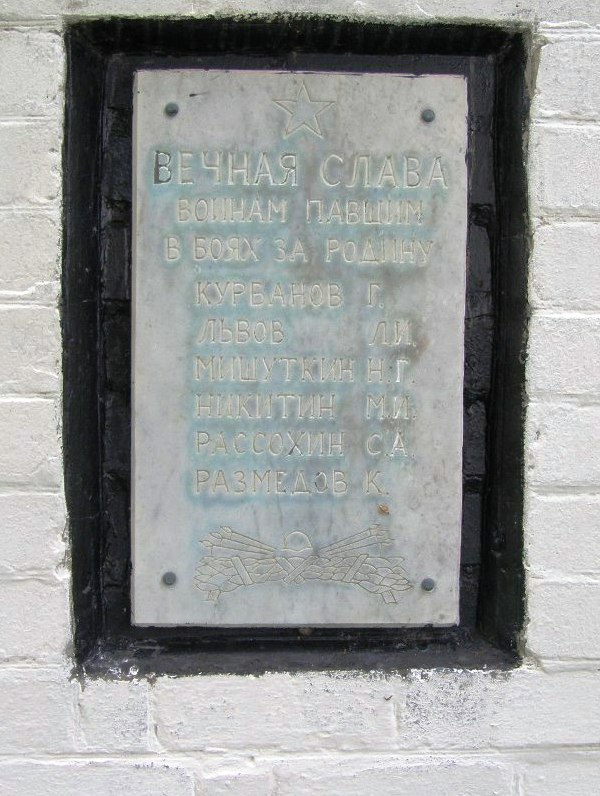 ВЕЧНАЯ СЛАВА
ВОИНАМ ПАВШИМ
В БОЯХ ЗА РОДИНУ
КУРБАНОВ Г.
ЛЬВОВ Л.И.
МИШУТКИН Н.Г.
НИКИТИН М.И.
РАССОХИН С.А.
РАЗМЕДОВ К.